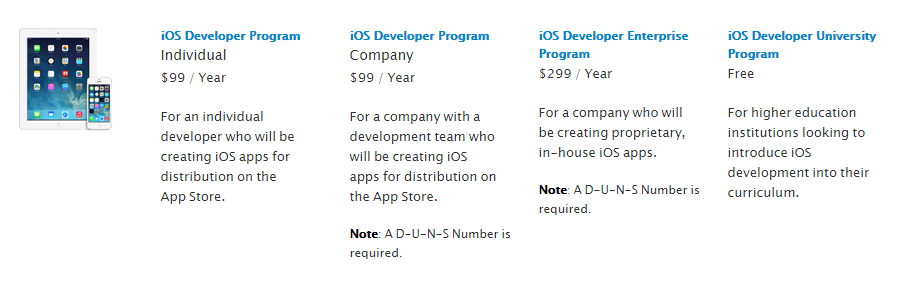 iOS Developer Program
Individual
$99 / Year
For an individual
developer who will be
creating iOS apps for
distribution on the
App Store.
iOS Developer Program
Company
$99 / Year
For a company with a
development team who
will be creating iOS
apps for distribution on
the App Store.
Note: A D-U-N-S Number is
required.
iOS Developer Enterprise
Program
$299 / Year
For a company who will
be creating proprietary,
in-house iOS apps.
Note: A D-U-N-S Number is
required.
iOS Developer University
Program
Free
For higher education
institutions looking to
introduce iOS
development into their
curriculum.